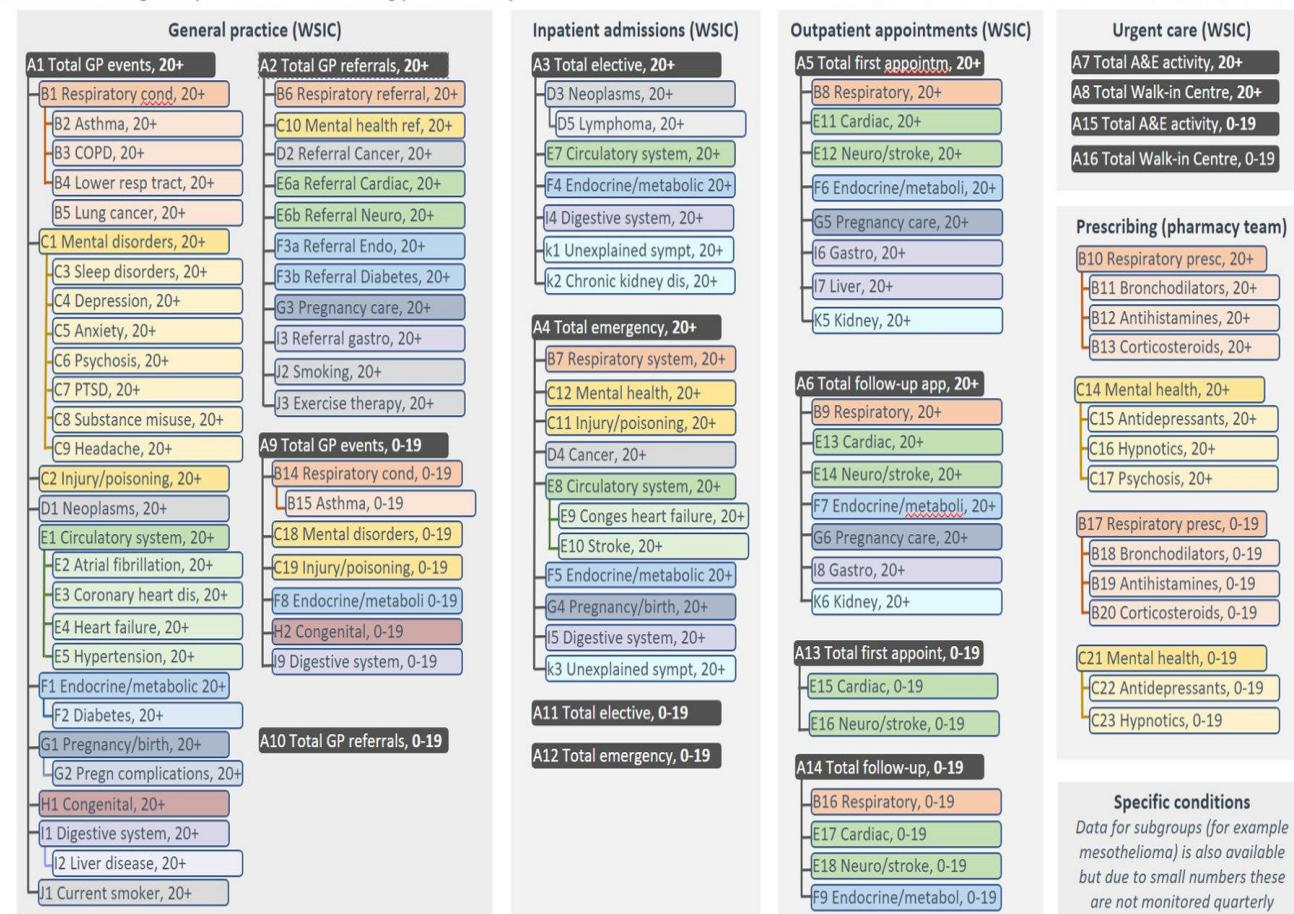 General practice (WSIC)
A1 Total GP events, 20+
B1 Respiratory cond, 20+
B2 Asthma, 20+
B3 COPD, 20+
B4 Lower resp tract, 20+
B5 Lung cancer, 20+
C1 Mental disorders, 20+
C3 Sleep disorders, 20+
C4 Depression, 20+
C5 Anxiety, 20+
C6 Psychosis, 20+
C7 PTSD, 20+
C8 Substance misuse, 20+
C9 Headache, 20+
C2 Injury/poisoning, 20+
D1 Neoplasms, 20+
E1 Circulatory system, 20+
E2 Atrial fibrillation, 20+
E3 Coronary heart dis, 20+
E4 Heart failure, 20+
E5 Hypertension, 20+
F1 Endocrine/metabolic 20+
F2 Diabetes, 20+
G1 Pregnancy/birth, 20+
G2 Pregn complications, 20+
H1 Congenital, 20+
I1 Digestive system, 20+
I2 Liver disease, 20+
J1 Current smoker, 20+
A2 Total GP referrals, 20+
B6 Respiratory referral, 20+
C10 Mental health ref, 20+
D2 Referral Cancer, 20+
E6a Referral Cardiac, 20+
E6b Referral Neuro, 20+
F3a Referral Endo, 20+
F3b Referral Diabetes, 20+
G3 Pregnancy care, 20+
I3 Referral gastro, 20+
J2 Smoking, 20+
J3 Exercise therapy, 20+
A9 Total GP events, 0-19
B14 Respiratory cond, 0-19
B15 Asthma, 0-19
C18 Mental disorders, 0-19
C19 Injury/poisoning, 0-19
F8 Endocrine/metaboli 0-19
H2 Congenital, 0-19
J9 Digestive system, 0-19
A10 Total GP referrals, 0-19
Inpatient admissions (WSIC)
A3 Total elective, 20+
D3 Neoplasms, 20+
D5 Lymphoma, 20+
E7 Circulatory system, 20+
F4 Endocrine/metabolic 20+
I4 Digestive system, 20+
k1 Unexplained sympt, 20+
k2 Chronic kidney dis, 20+
A4 Total emergency, 20+
B7 Respiratory system, 20+
C12 Mental health, 20+
C11 Injury/poisoning, 20+
D4 Cancer, 20+
E8 Circulatory system, 20+
E9 Conges heart failure, 20+
E10 Stroke, 20+
F5 Endocrine/metabolic 20+
G4 Pregnancy/birth, 20+
I5 Digestive system, 20+
k3 Unexplained sympt, 20+
A11 Total elective, 0-19
A12 Total emergency, 0-19
Outpatient appointments (WSIC)
A5 Total first appointm, 20+
B8 Respiratory, 20+
E11 Cardiac, 20+
E12 Neuro/stroke, 20+
F6 Endocrine/metaboli, 20+
G5 Pregnancy care, 20+
I6 Gastro, 20+
I7 Liver, 20+
K5 Kidney, 20+
A6 Total follow-up app, 20+
B9 Respiratory, 20+
E13 Cardiac, 20+
E14 Neuro/stroke, 20+
F7 Endocrine/metaboli, 20+
G6 Pregnancy care, 20+
I8 Gastro, 20+
K6 Kidney, 20+
A13 Total first appoint, 0-19
E15 Cardiac, 0-19
E16 Neuro/stroke, 0-19
A14 Total follow-up, 0-19
B16 Respiratory, 0-19
E17 Cardiac, 0-19
E18 Neuro/stroke, 0-19
F9 Endocrine/metabol, 0-19
Urgent care (WSIC)
A7 Total A&E activity, 20+
A8 Total Walk-in Centre, 20+
A15 Total A&E activity, 0-19
A16 Total Walk-in Centre, 0-19
Prescribing (pharmacy team)
B10 Respiratory presc, 20+
B11 Bronchodilators, 20+
B12 Antihistamines, 20+
B13 Corticosteroids, 20+
C14 Mental health, 20+
C15 Antidepressants, 20+
C16 Hypnotics, 20+
C17 Psychosis, 20+
B17 Respiratory presc, 0-19
B18 Bronchodilators, 0-19
B19 Antihistamines, 0-19
B20 Corticosteroids, 0-19
C21 Mental health, 0-19
C22 Antidepressants, 0-19
C23 Hypnotics, 0-19
Specific conditions
Data for subgroups (for example
mesothelioma) is also available
but due to small numbers these
are not monitored quarterly